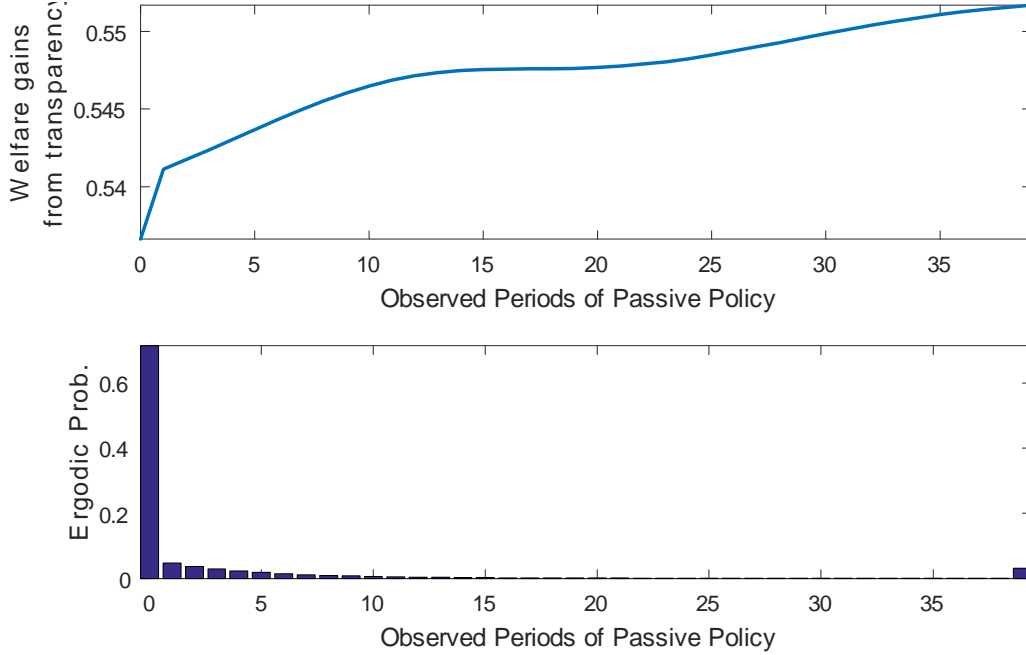 Welfare gains
from transparency
0.55
0.545
0.54
0 5 10 15 20 25 30 35
Observed Periods of Passive Policy
Ergodic Prob.
0.6
0.4
0.2
0
0 5 10 15 20 25 30 35
Observed Periods of Passive Policy